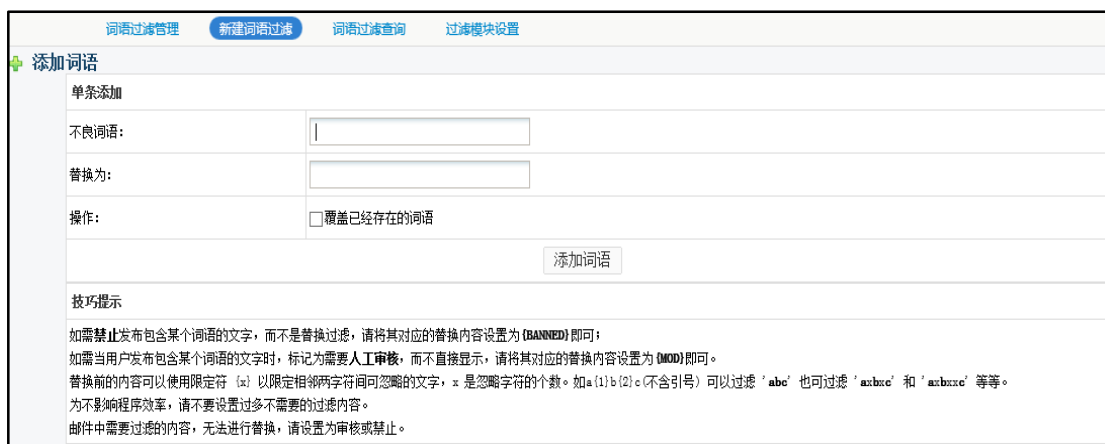 词语过滤管理 新建词语过滤 词语过滤查询 过滤模块设置
添加词语
单条添加
不良词语:
替换为:
操作: 覆盖已经存在的词语
添加词语
技巧提示
如需禁止发布包含某个词语的文字，而不是替换过滤，请将其对应的替换内容设置为{BANNED}即可；
如需当用户发布包含某个词语的文字时，标记为需要人工审核，而不直接显示，请将其对应的替换内容设置为{MOD}即可。
替换前的内容可以使用限定符 {x} 以限定相邻两字符间可忽略的文字，x 是忽略字符的个数。如a{1}b{2}c(不含引号) 可以过滤 'abc' 也可过滤 'axbxc' 和 'axbxxc' 等等。
为不影响程序效率，请不要设置过多不需要的过滤内容。
邮件中需要过滤的内容，无法进行替换，请设置为审核或禁止。